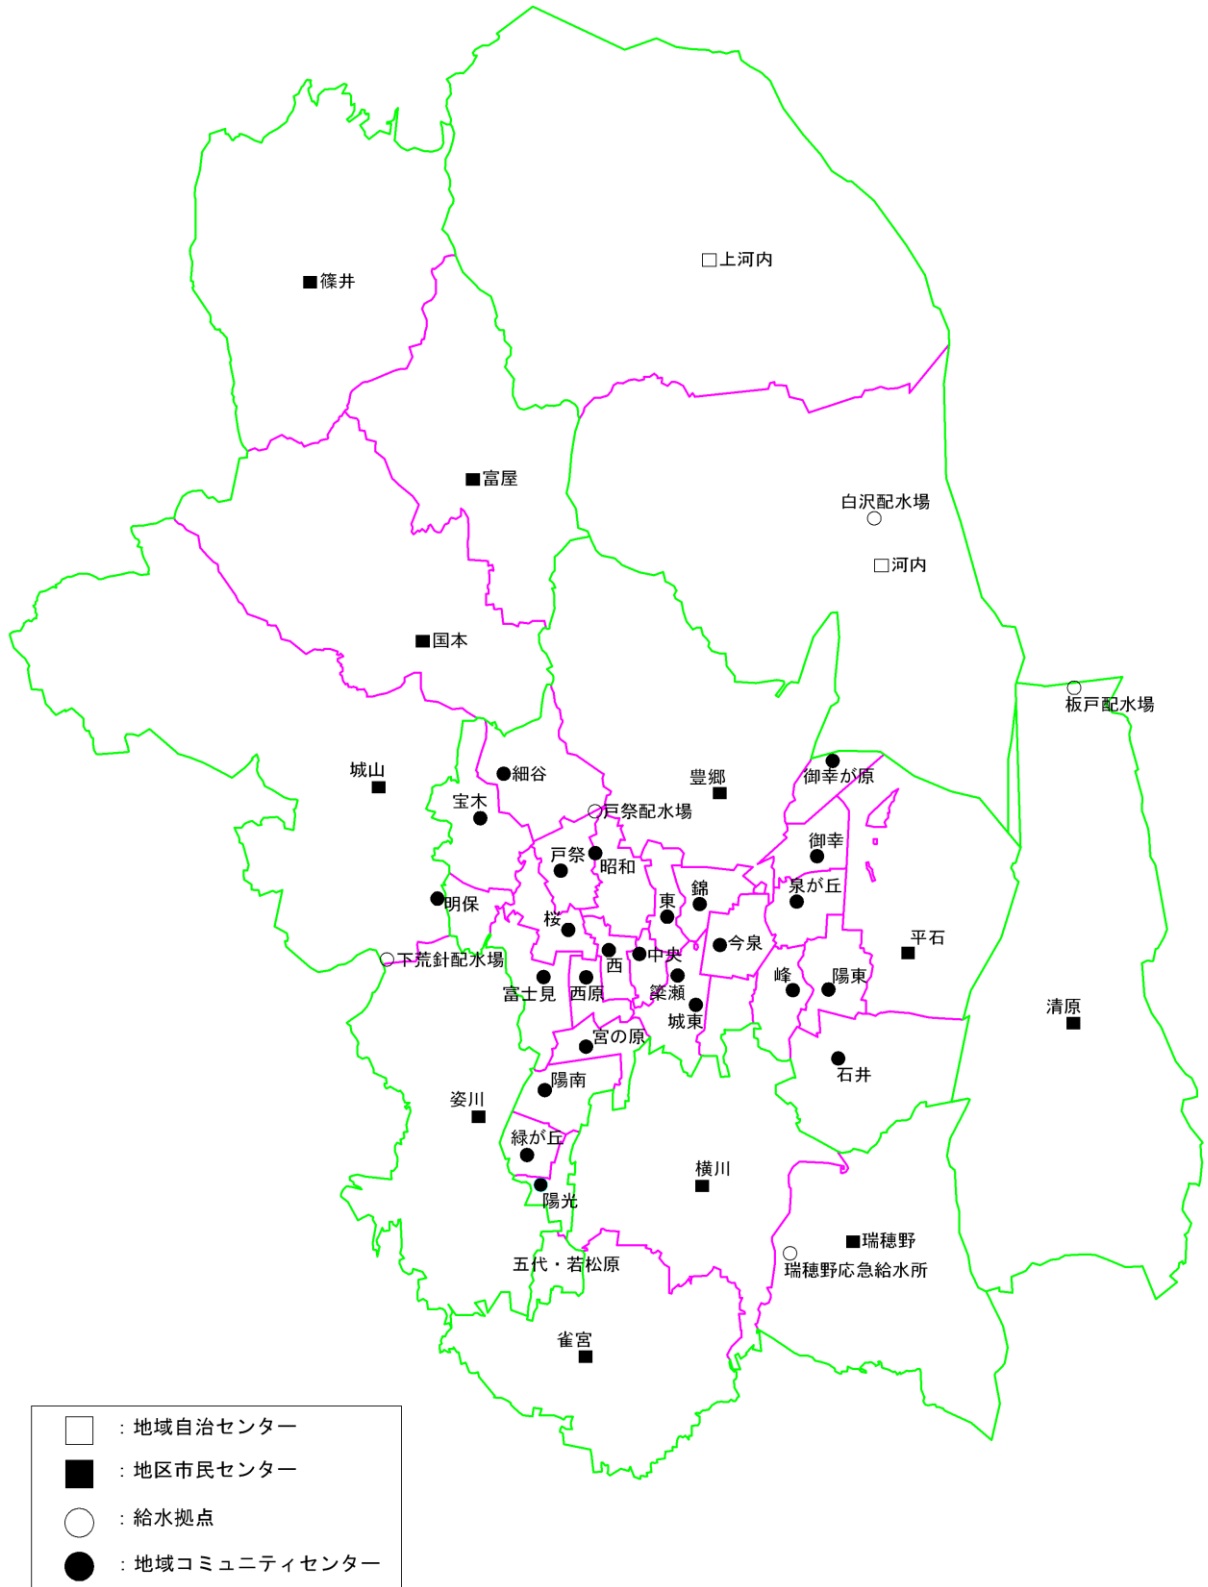 上河内
篠井
富屋
白沢配水場
河内
国本
板戸配水場
城山
細谷
豊郷
御幸が原
宝木
戸祭配水場
御幸
戸祭
昭和
泉が丘
錦
明保
東
桜
今泉
平石
下荒針配水場
西
中央
富士見
西原
簗瀬
峰
陽東
城東
清原
宮の原
石井
陽南
姿川
緑が丘
横川
陽光
瑞穂野
五代・若松原
瑞穂野応急給水所
雀宮
：地域自治センター
：地区市民センター
：給水拠点
：地域コミュニティセンター